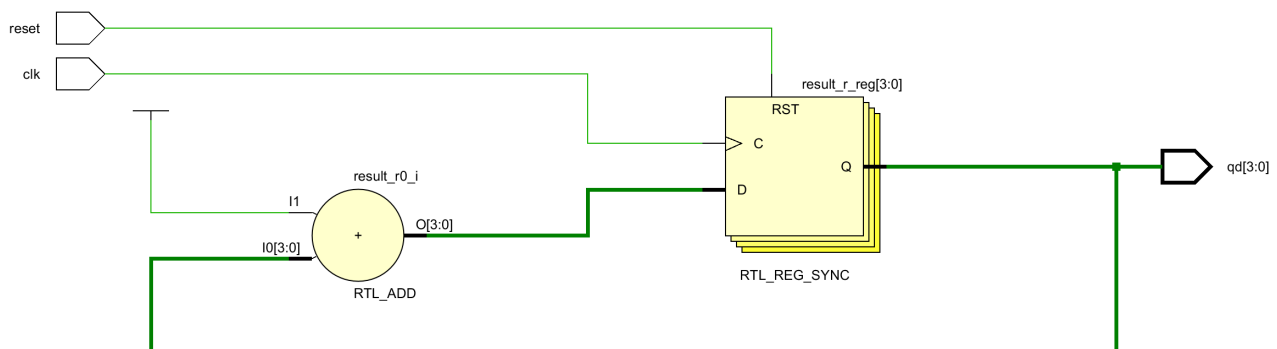 reset
clk
result_r_reg[3:0]
RST
C
Q
D
qd[3:0]
RTL_REG_SYNC
result_r0_i
I1
I0[3:0]
+
O[3:0]
RTL_ADD